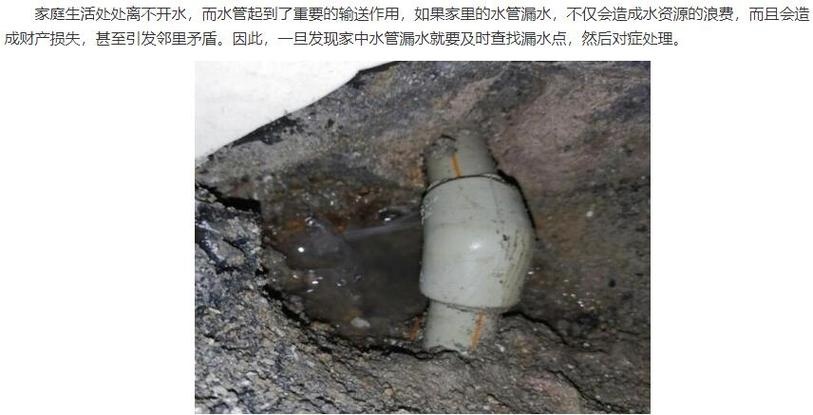 家庭生活处处离不开水，而水管起到了重要的输送作用，如果家里的水管漏水，不仅会造成水资源的浪费，而且会造
成财产损失，甚至引发邻里矛盾。因此，一旦发现家中水管漏水就要及时查找漏水点，然后对症处理。